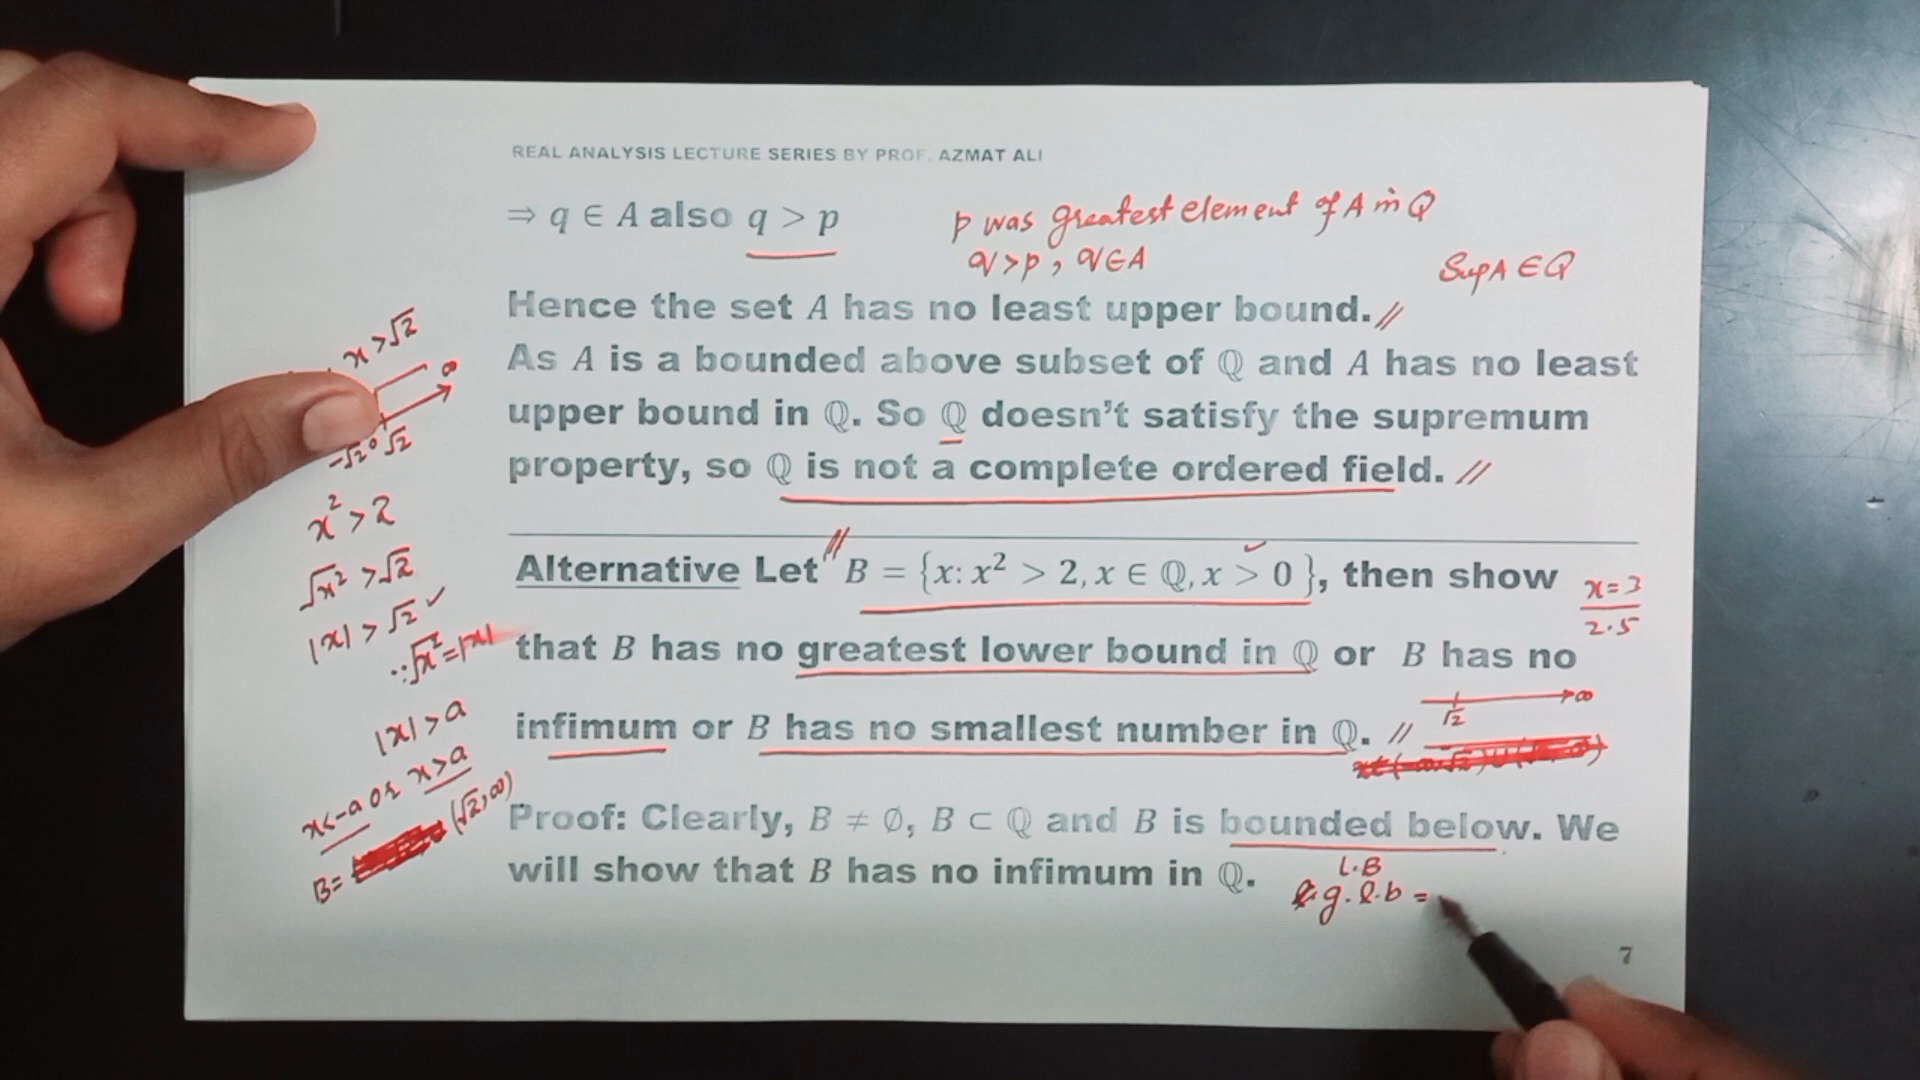 REAL ANALYSIS LECTURE SERIES BY PROF. AZMAT ALI
⇒ q ∈ A also q > p
p was greatest element of A in Q
q > p, q ∈ A
Sup A ∈ Q
Hence the set A has no least upper bound. //
As A is a bounded above subset of ℚ and A has no least
upper bound in ℚ. So ℚ doesn't satisfy the supremum
property, so ℚ is not a complete ordered field. //
x > √2
∞
-√2 0 √2
x² > 2
√x² > √2
|x| > √2 ✓
∵ √x² = |x|
|x| > a
x < -a or x > a
B = (√2, ∞)
Alternative Let B = {x: x² > 2, x ∈ ℚ, x > 0 }, then show
x = 3
2.5
that B has no greatest lower bound in ℚ or B has no
√2 ∞
infimum or B has no smallest number in ℚ. //
Proof: Clearly, B ≠ ∅, B ⊂ ℚ and B is bounded below. We
will show that B has no infimum in ℚ.
L.B
g.l.b =
7